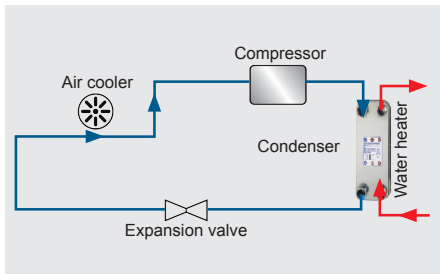 Compressor
Air cooler
Condenser
Water heater
Expansion valve